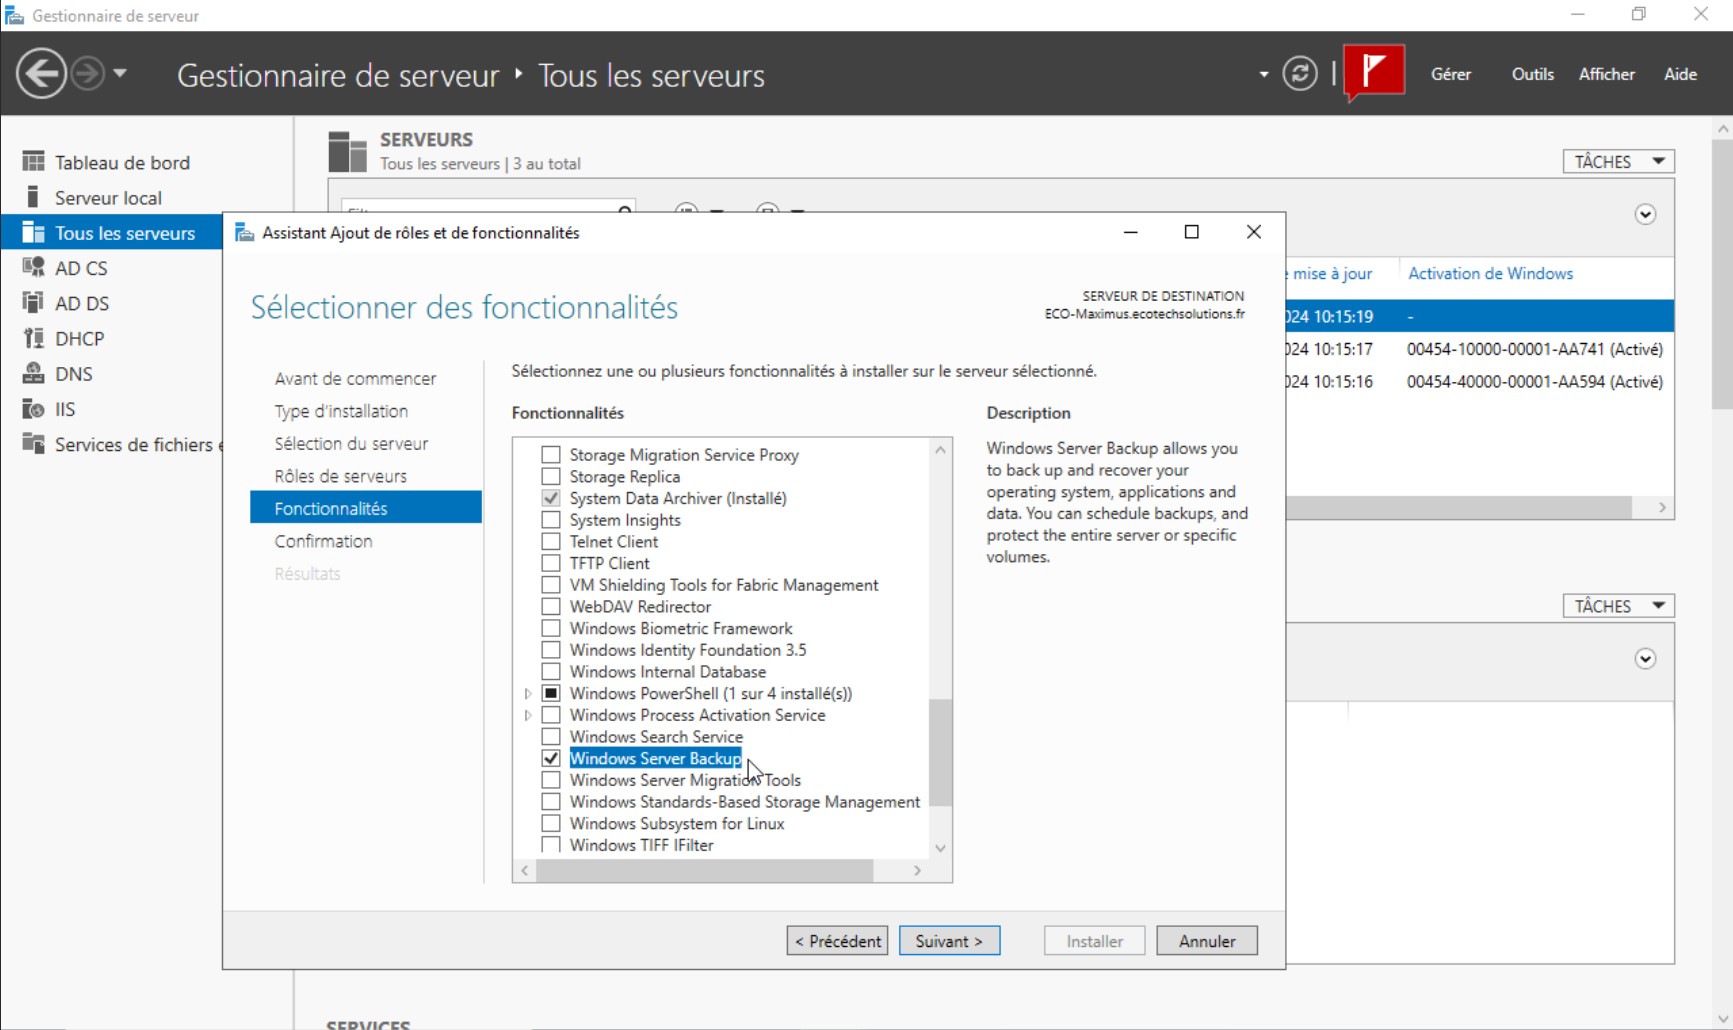 Gestionnaire de serveur
Gestionnaire de serveur ‣ Tous les serveurs
Gérer Outils Afficher Aide
Tableau de bord
Serveur local
Tous les serveurs
AD CS
AD DS
DHCP
DNS
IIS
Services de fichiers
SERVEURS
Tous les serveurs | 3 au total
TÂCHES
mise à jour Activation de Windows
024 10:15:19 -
024 10:15:17 00454-10000-00001-AA741 (Activé)
024 10:15:16 00454-40000-00001-AA594 (Activé)
TÂCHES
Assistant Ajout de rôles et de fonctionnalités
Sélectionner des fonctionnalités
SERVEUR DE DESTINATION
ECO-Maximus.ecotechsolutions.fr
Avant de commencer
Type d'installation
Sélection du serveur
Rôles de serveurs
Fonctionnalités
Confirmation
Résultats
Sélectionnez une ou plusieurs fonctionnalités à installer sur le serveur sélectionné.
Fonctionnalités
Storage Migration Service Proxy
Storage Replica
System Data Archiver (Installé)
System Insights
Telnet Client
TFTP Client
VM Shielding Tools for Fabric Management
WebDAV Redirector
Windows Biometric Framework
Windows Identity Foundation 3.5
Windows Internal Database
Windows PowerShell (1 sur 4 installé(s))
Windows Process Activation Service
Windows Search Service
Windows Server Backup
Windows Server Migration Tools
Windows Standards-Based Storage Management
Windows Subsystem for Linux
Windows TIFF IFilter
Description
Windows Server Backup allows you
to back up and recover your
operating system, applications and
data. You can schedule backups, and
protect the entire server or specific
volumes.
< Précédent Suivant > Installer Annuler
SERVICES